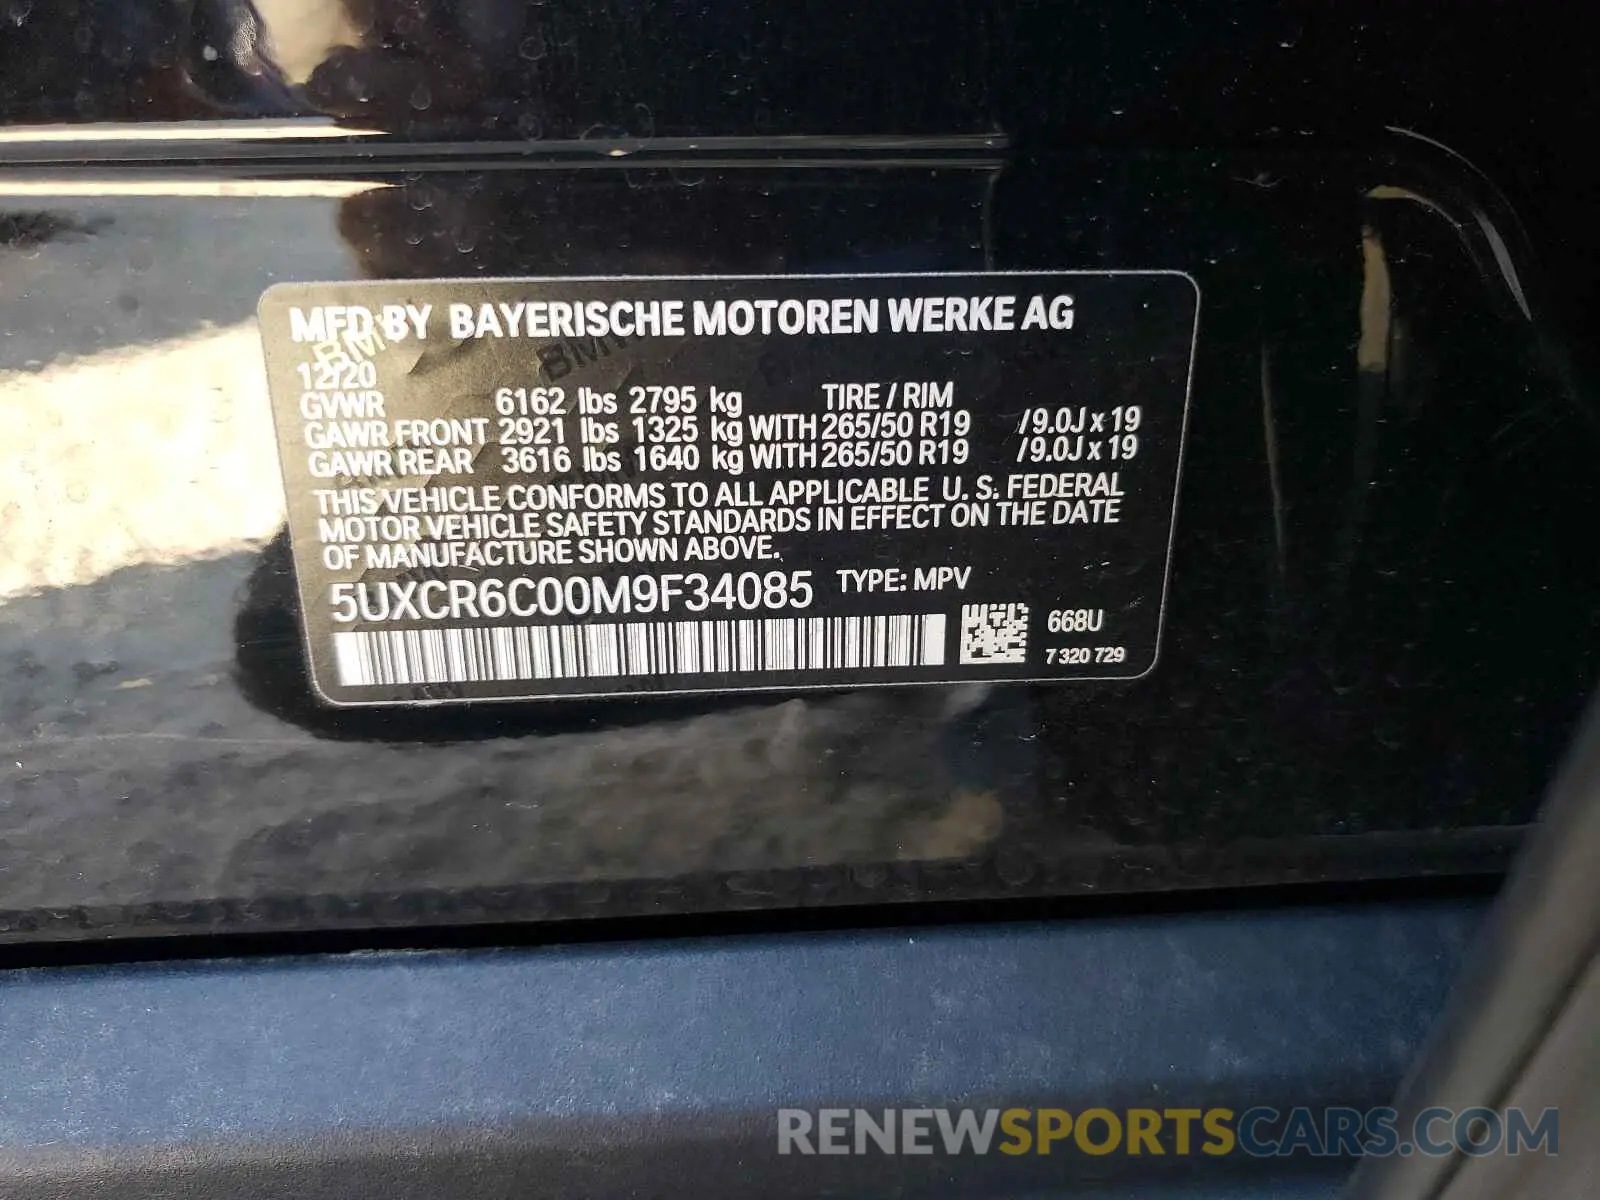 MFD BY BAYERISCHE MOTOREN WERKE AG
12/20
GVWR 6162 lbs 2795 kg TIRE / RIM
GAWR FRONT 2921 lbs 1325 kg WITH 265/50 R19 /9.0J x 19
GAWR REAR 3616 lbs 1640 kg WITH 265/50 R19 /9.0J x 19
THIS VEHICLE CONFORMS TO ALL APPLICABLE U. S. FEDERAL
MOTOR VEHICLE SAFETY STANDARDS IN EFFECT ON THE DATE
OF MANUFACTURE SHOWN ABOVE.
5UXCR6C00M9F34085 TYPE: MPV
668U
7 320 729
RENEWSPORTSCARS.COM